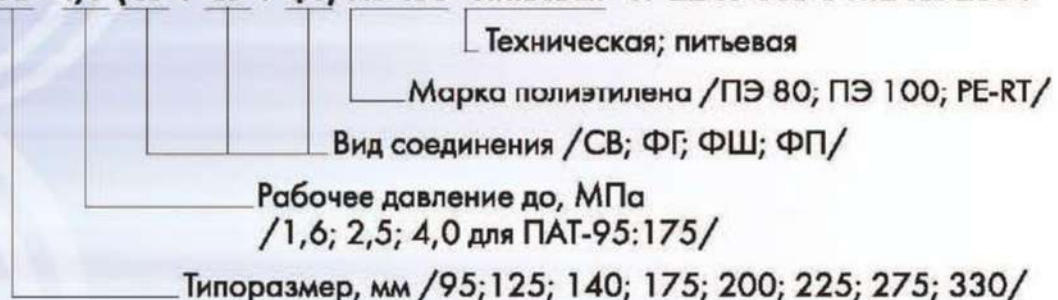 Техническая; питьевая
Марка полиэтилена /ПЭ 80; ПЭ 100; PE-RT/
Вид соединения /СВ; ФГ; ФШ; ФП/
Рабочее давление до, МПа
/1,6; 2,5; 4,0 для ПАТ-95:175/
Типоразмер, мм /95;125; 140; 175; 200; 225; 275; 330/